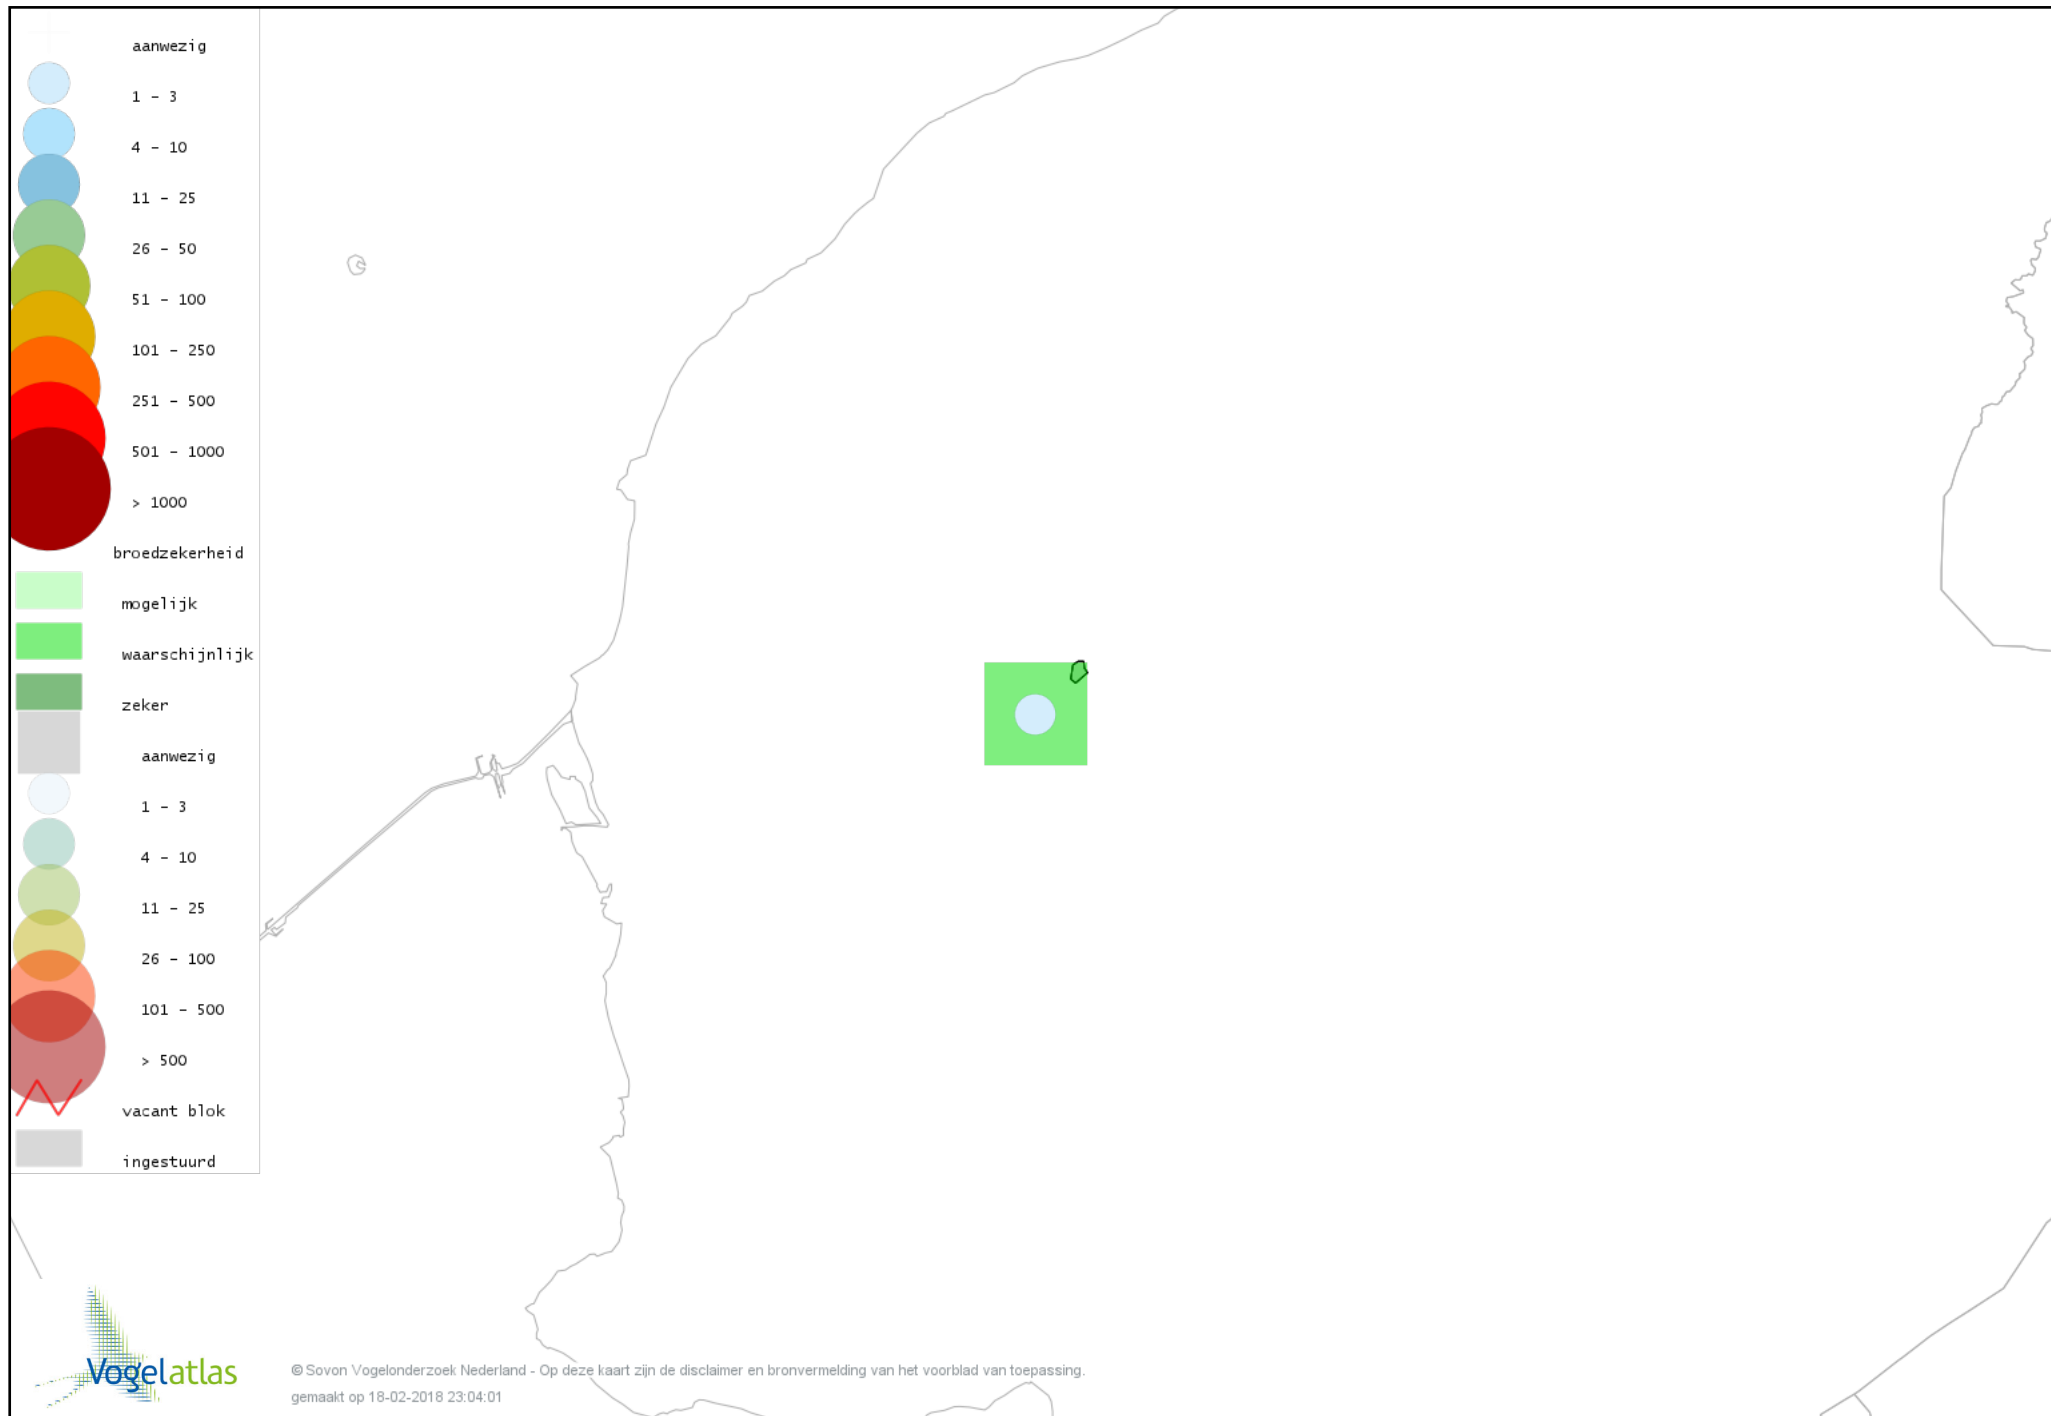 aanwezig
1 - 3
4 - 10
11 - 25
26 - 50
51 - 100
101 - 250
251 - 500
501 - 1000
> 1000
broedzekerheid
mogelijk
waarschijnlijk
zeker
aanwezig
1 - 3
4 - 10
11 - 25
26 - 100
101 - 500
> 500
vacant blok
ingestuurd
Vogelatlas
© Sovon Vogelonderzoek Nederland - Op deze kaart zijn de disclaimer en bronvermelding van het voorblad van toepassing.
gemaakt op 18-02-2018 23:04:01